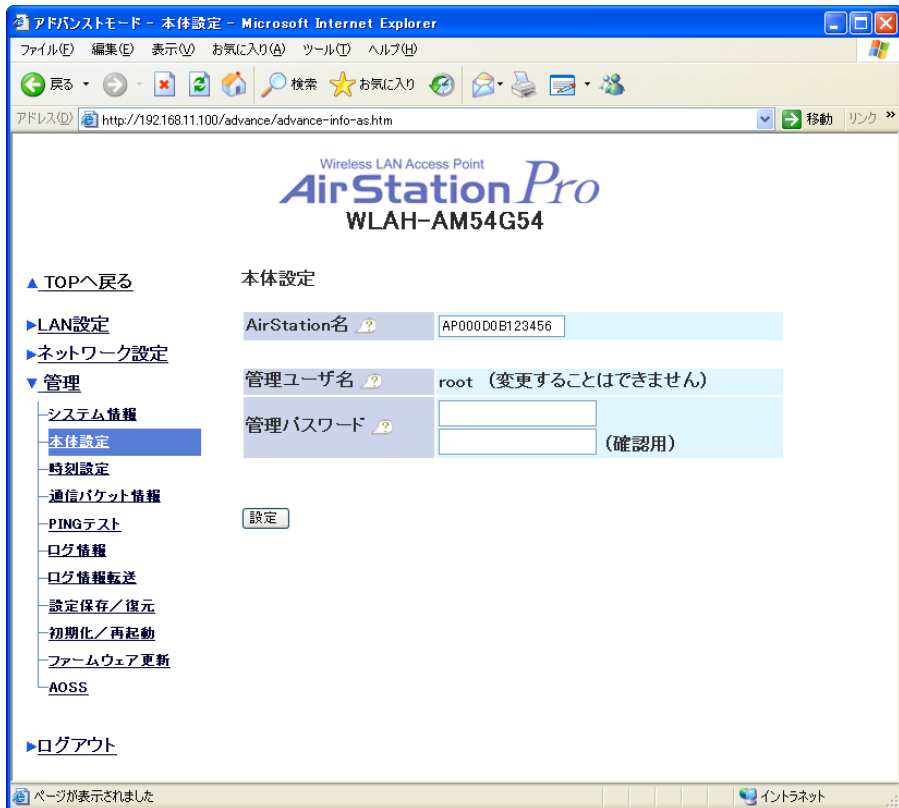 アドバンストモード - 本体設定 - Microsoft Internet Explorer
ファイル(F) 編集(E) 表示(V) お気に入り(A) ツール(T) ヘルプ(H)
戻る 検索 お気に入り
アドレス(D) http://192.168.11.100/advance/advance-info-as.htm 移動 リンク »
Wireless LAN Access Point
AirStation Pro
WLAH-AM54G54
▲ TOPへ戻る
▶LAN設定
▶ネットワーク設定
▼ 管理
システム情報
本体設定
時刻設定
通信パケット情報
PINGテスト
ログ情報
ログ情報転送
設定保存／復元
初期化／再起動
ファームウェア更新
AOSS
▶ログアウト
本体設定
AirStation名 ? AP000D0B123456
管理ユーザ名 ? root （変更することはできません）
管理パスワード ?
（確認用）
設定
ページが表示されました イントラネット